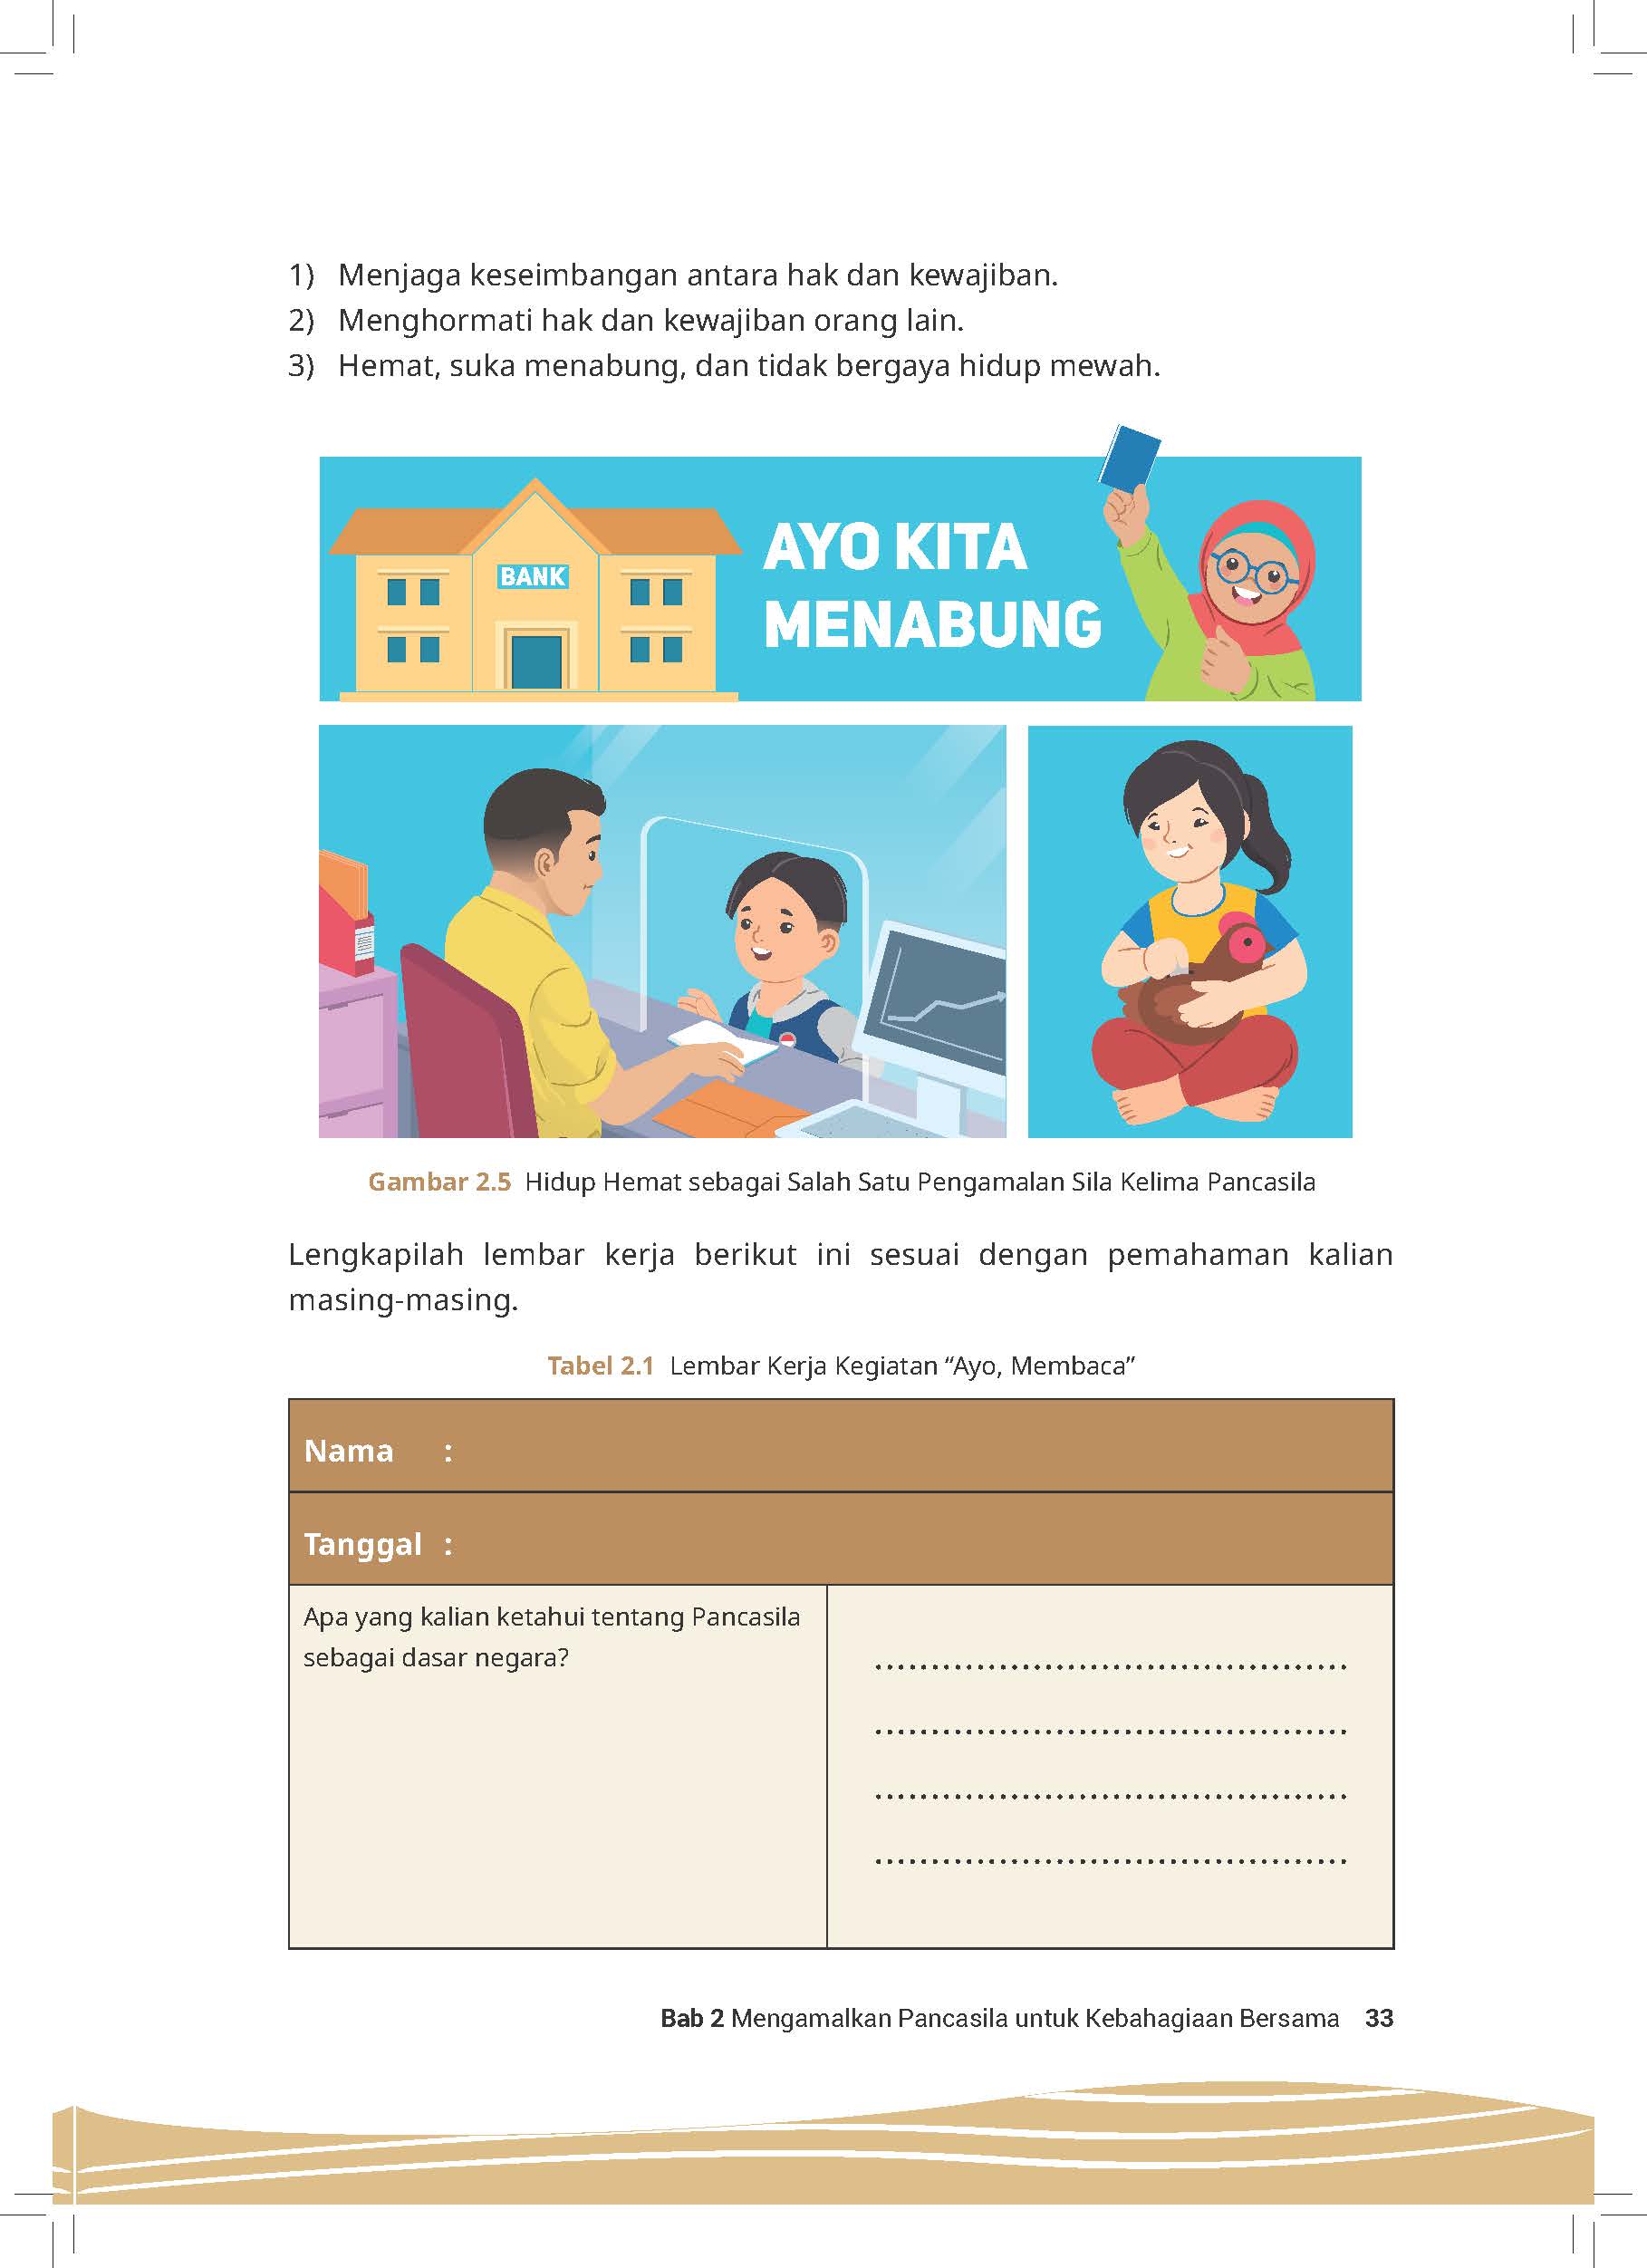 1) Menjaga keseimbangan antara hak dan kewajiban.
2) Menghormati hak dan kewajiban orang lain.
3) Hemat, suka menabung, dan tidak bergaya hidup mewah.
BANK
AYO KITA
MENABUNG
Gambar 2.5 Hidup Hemat sebagai Salah Satu Pengamalan Sila Kelima Pancasila
Lengkapilah lembar kerja berikut ini sesuai dengan pemahaman kalian
masing-masing.
Tabel 2.1 Lembar Kerja Kegiatan “Ayo, Membaca”
Nama :
Tanggal :
Apa yang kalian ketahui tentang Pancasila
sebagai dasar negara?
..........................................
..........................................
..........................................
..........................................
Bab 2 Mengamalkan Pancasila untuk Kebahagiaan Bersama 33